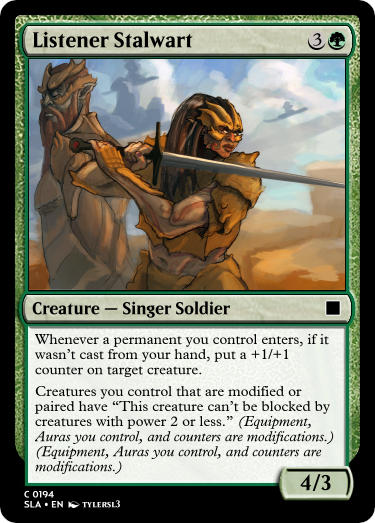 Listener Stalwart 3
Creature — Singer Soldier
Whenever a permanent you control enters, if it
wasn't cast from your hand, put a +1/+1
counter on target creature.
Creatures you control that are modified or
paired have “This creature can't be blocked by
creatures with power 2 or less.” (Equipment,
Auras you control, and counters are modifications.)
(Equipment, Auras you control, and counters are
modifications.)
4/3
C 0194
SLA • EN TYLERSL3